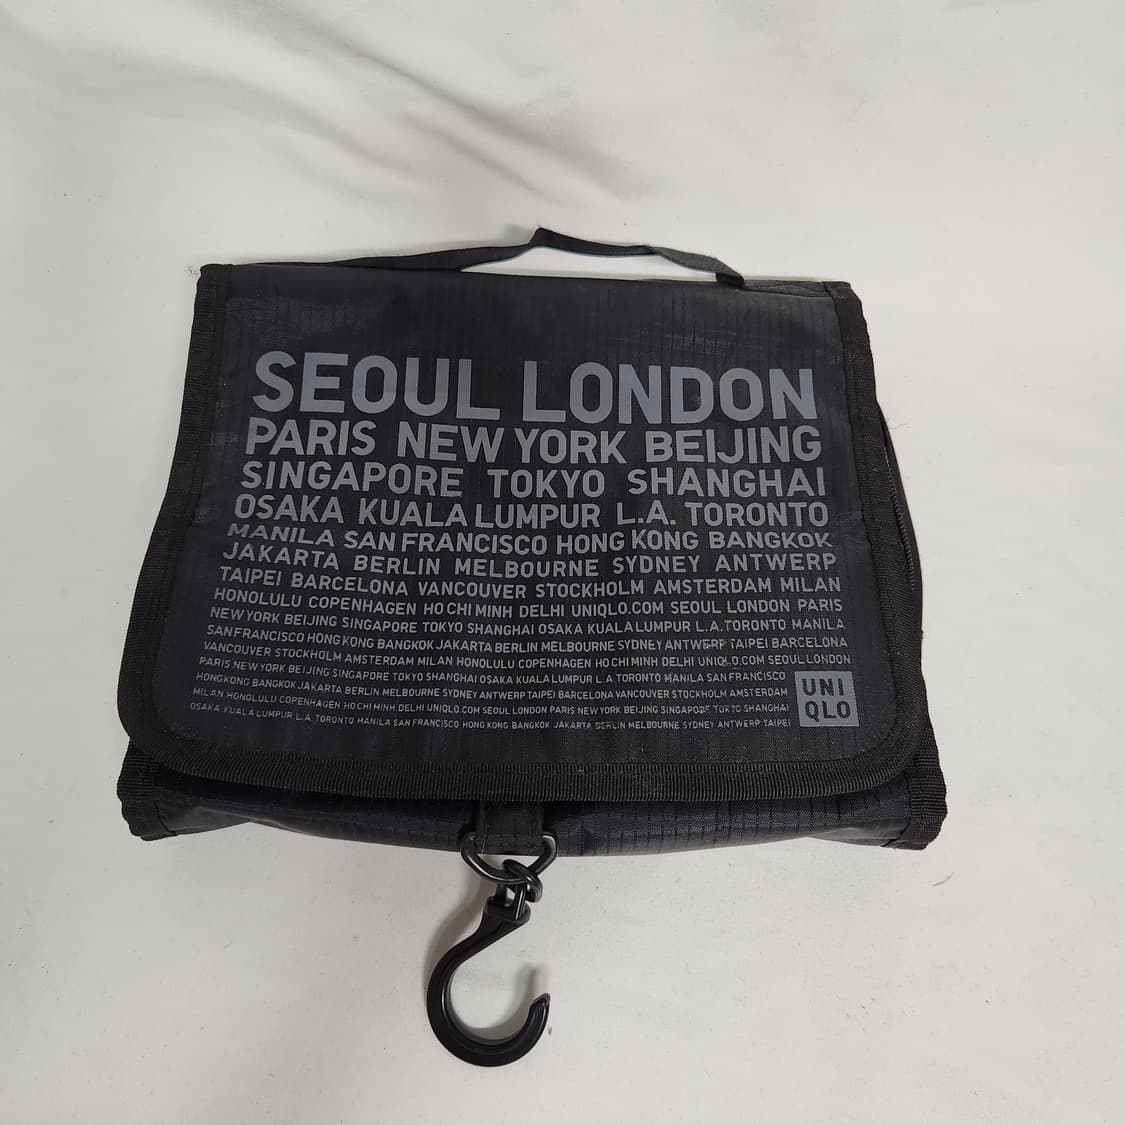 SEOUL LONDON
PARIS NEW YORK BEIJING
SINGAPORE TOKYO SHANGHAI
OSAKA KUALA LUMPUR L.A. TORONTO
MANILA SAN FRANCISCO HONG KONG BANGKOK
JAKARTA BERLIN MELBOURNE SYDNEY ANTWERP
TAIPEI BARCELONA VANCOUVER STOCKHOLM AMSTERDAM MILAN
HONOLULU COPENHAGEN HO CHI MINH DELHI UNIQLO.COM SEOUL LONDON PARIS
NEW YORK BEIJING SINGAPORE TOKYO SHANGHAI OSAKA KUALA LUMPUR L.A. TORONTO MANILA
SAN FRANCISCO HONG KONG BANGKOK JAKARTA BERLIN MELBOURNE SYDNEY ANTWERP TAIPEI BARCELONA
VANCOUVER STOCKHOLM AMSTERDAM MILAN HONOLULU COPENHAGEN HO CHI MINH DELHI UNIQLO.COM SEOUL LONDON
PARIS NEW YORK BEIJING SINGAPORE TOKYO SHANGHAI OSAKA KUALA LUMPUR L.A. TORONTO MANILA SAN FRANCISCO
HONG KONG BANGKOK JAKARTA BERLIN MELBOURNE SYDNEY ANTWERP TAIPEI BARCELONA VANCOUVER STOCKHOLM AMSTERDAM
MILAN HONOLULU COPENHAGEN HO CHI MINH DELHI UNIQLO.COM SEOUL LONDON PARIS NEW YORK BEIJING SINGAPORE TOKYO SHANGHAI
OSAKA KUALA LUMPUR L.A. TORONTO MANILA SAN FRANCISCO HONG KONG BANGKOK JAKARTA BERLIN MELBOURNE SYDNEY ANTWERP TAIPEI
UNI
QLO